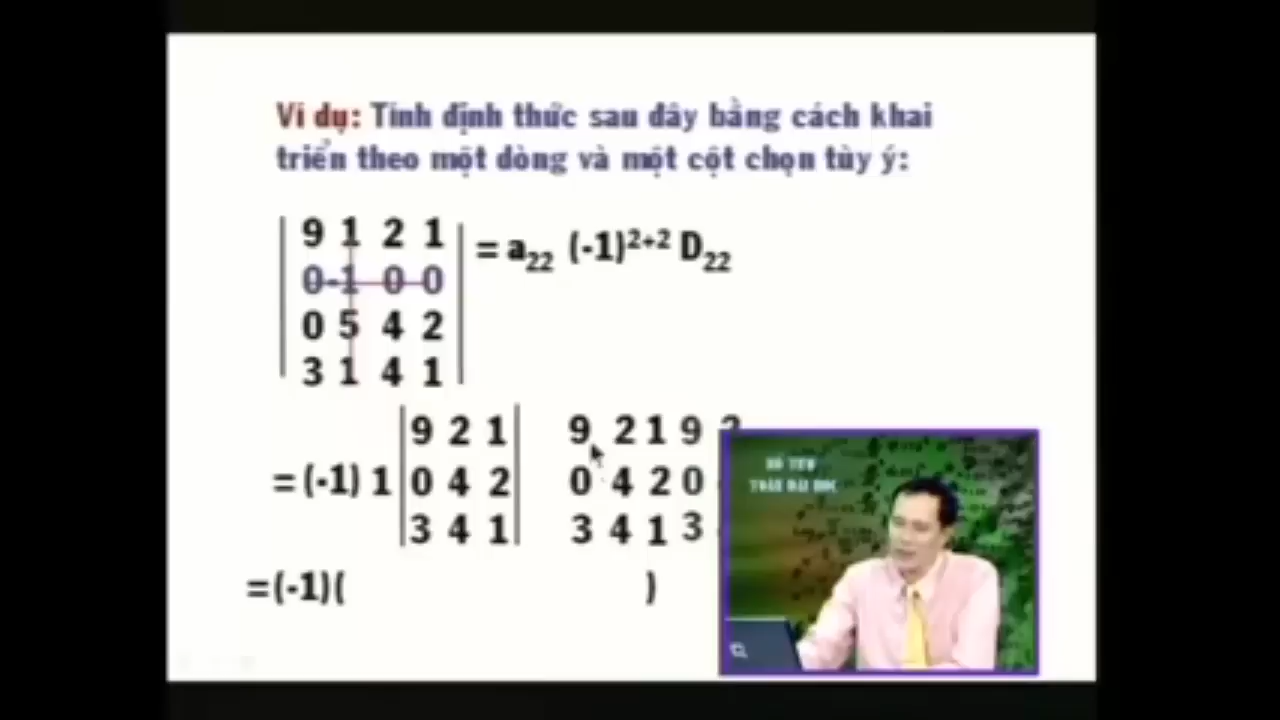 Ví dụ: Tính định thức sau đây bằng cách khai
triển theo một dòng và một cột chọn tùy ý:
9 1 2 1 = a22 (-1)2+2 D22
0 -1 0 0
0 5 4 2
3 1 4 1
9 2 1 9 2 1 9
= (-1) 1 0 4 2 0 4 2 0
3 4 1 3 4 1 3
=(-1)( )